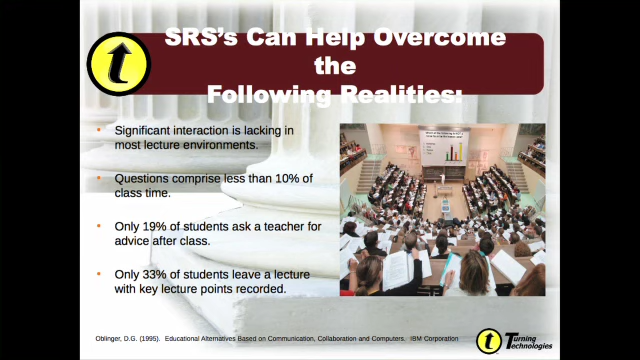 SRS's Can Help Overcome
the
Following Realities:
• Significant interaction is lacking in
most lecture environments.
• Questions comprise less than 10% of
class time.
• Only 19% of students ask a teacher for
advice after class.
• Only 33% of students leave a lecture
with key lecture points recorded.
Oblinger, D.G. (1995). Educational Alternatives Based on Communication, Collaboration and Computers. IBM Corporation
Turning
Technologies